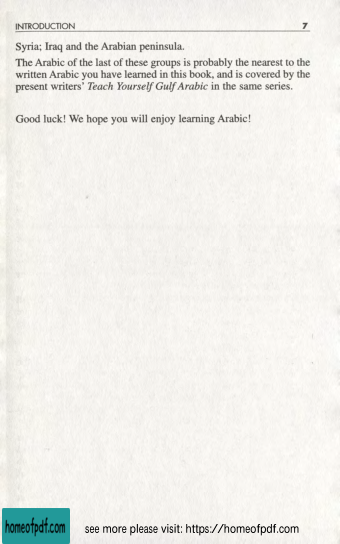 INTRODUCTION 7
Syria; Iraq and the Arabian peninsula.
The Arabic of the last of these groups is probably the nearest to the
written Arabic you have learned in this book, and is covered by the
present writers' Teach Yourself Gulf Arabic in the same series.
Good luck! We hope you will enjoy learning Arabic!
homeofpdf.com see more please visit: https://homeofpdf.com